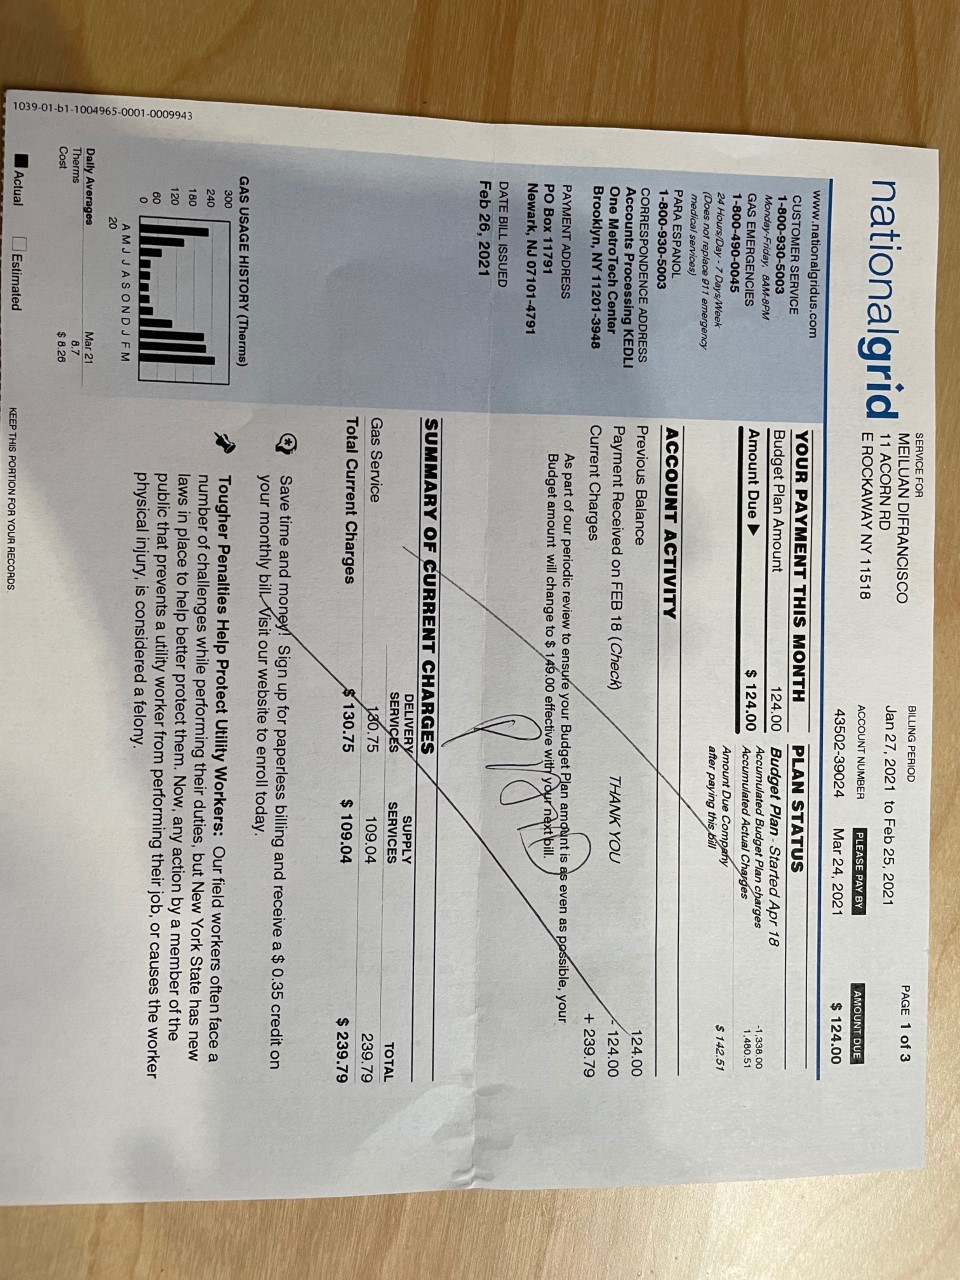 nationalgrid
SERVICE FOR
MEILUAN DIFRANCISCO
11 ACORN RD
E ROCKAWAY NY 11518
BILLING PERIOD
Jan 27, 2021 to Feb 25, 2021
PAGE 1 of 3
ACCOUNT NUMBER
43502-39024
PLEASE PAY BY
Mar 24, 2021
AMOUNT DUE
$ 124.00
www.nationalgridus.com
CUSTOMER SERVICE
1-800-930-5003
Monday-Friday, 8AM-8PM
GAS EMERGENCIES
1-800-490-0045
24 Hours/Day - 7 Days/Week
(Does not replace 911 emergency
medical services)
PARA ESPANOL
1-800-930-5003
CORRESPONDENCE ADDRESS
Accounts Processing KEDLI
One MetroTech Center
Brooklyn, NY 11201-3948
PAYMENT ADDRESS
PO Box 11791
Newark, NJ 07101-4791
DATE BILL ISSUED
Feb 26, 2021
GAS USAGE HISTORY (Therms)
300
240
180
120
60
0
A M J J A S O N D J F M
20
Daily Averages Mar 21
Therms 8.7
Cost $ 8.26
Actual Estimated
YOUR PAYMENT THIS MONTH
Budget Plan Amount 124.00
Amount Due ▶ $ 124.00
PLAN STATUS
Budget Plan - Started Apr 18
Accumulated Budget Plan charges -1,338.00
Accumulated Actual Charges 1,480.51
Amount Due Company
after paying this bill $ 142.51
ACCOUNT ACTIVITY
Previous Balance 124.00
Payment Received on FEB 18 (Check) THANK YOU - 124.00
Current Charges + 239.79
As part of our periodic review to ensure your Budget Plan amount is as even as possible, your
Budget amount will change to $ 149.00 effective with your next bill.
SUMMARY OF CURRENT CHARGES
DELIVERY SERVICES SUPPLY SERVICES TOTAL
Gas Service 130.75 109.04 239.79
Total Current Charges $ 130.75 $ 109.04 $ 239.79
Save time and money! Sign up for paperless billing and receive a $ 0.35 credit on
your monthly bill. Visit our website to enroll today.
Tougher Penalties Help Protect Utility Workers: Our field workers often face a
number of challenges while performing their duties, but New York State has new
laws in place to help better protect them. Now, any action by a member of the
public that prevents a utility worker from performing their job, or causes the worker
physical injury, is considered a felony.
KEEP THIS PORTION FOR YOUR RECORDS
1039-01-b1-1004965-0001-0009943